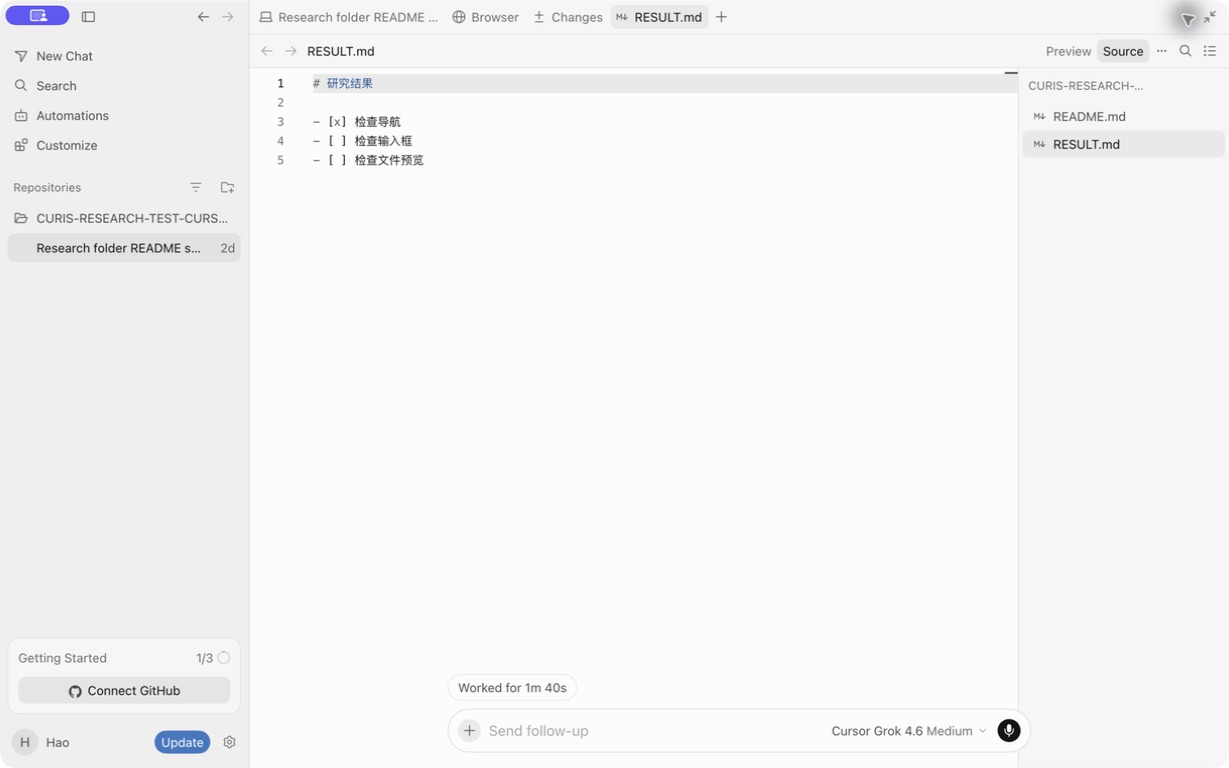 Research folder README ...
Browser
Changes
RESULT.md
New Chat
Search
Automations
Customize
Repositories
CURIS-RESEARCH-TEST-CURS...
Research folder README s... 2d
Getting Started 1/3
Connect GitHub
H Hao Update
RESULT.md
Preview Source
1 # 研究结果
2
3 - [x] 检查导航
4 - [ ] 检查输入框
5 - [ ] 检查文件预览
CURIS-RESEARCH-...
README.md
RESULT.md
Worked for 1m 40s
Send follow-up
Cursor Grok 4.6 Medium